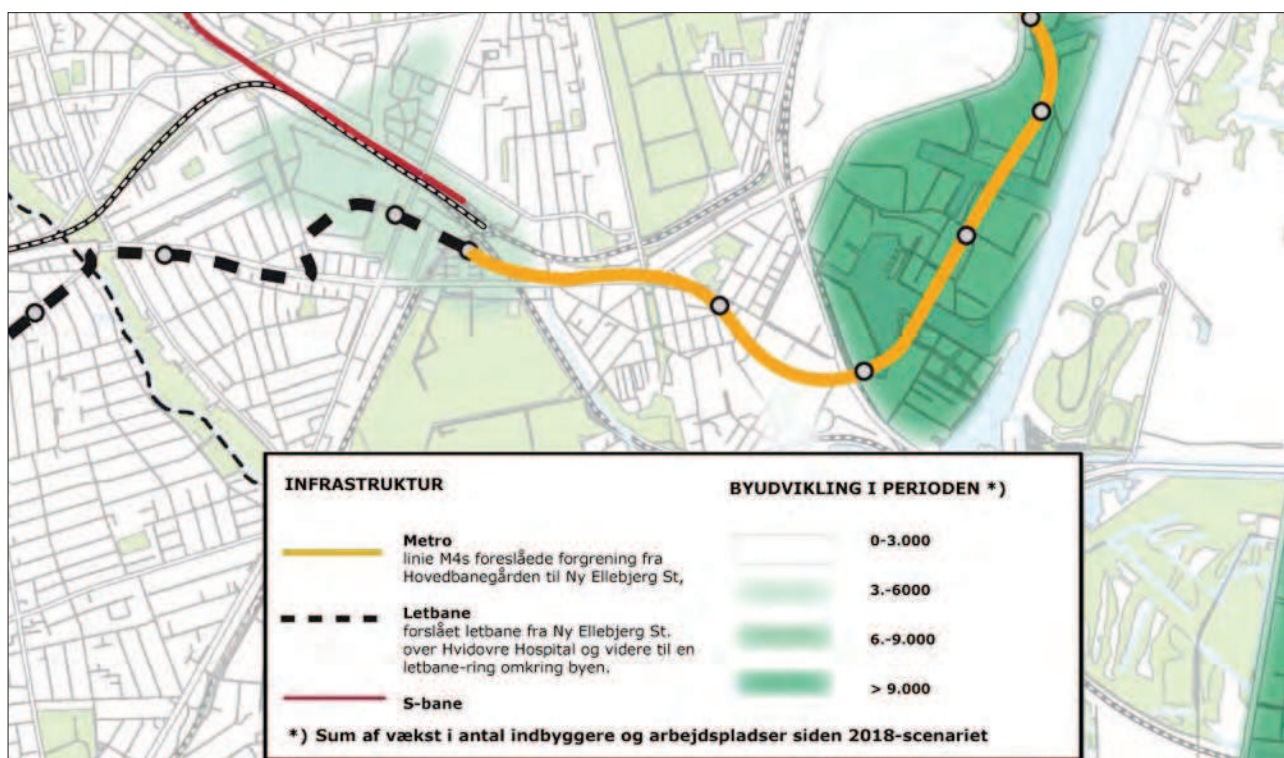 INFRASTRUKTUR
Metro
linie M4s foreslåede forgrening fra
Hovedbanegården til Ny Ellebjerg St,
Letbane
forslået letbane fra Ny Ellebjerg St.
over Hvidovre Hospital og videre til en
letbane-ring omkring byen.
S-bane
BYUDVIKLING I PERIODEN *)
0-3.000
3.-6000
6.-9.000
> 9.000
*) Sum af vækst i antal indbyggere og arbejdspladser siden 2018-scenariet